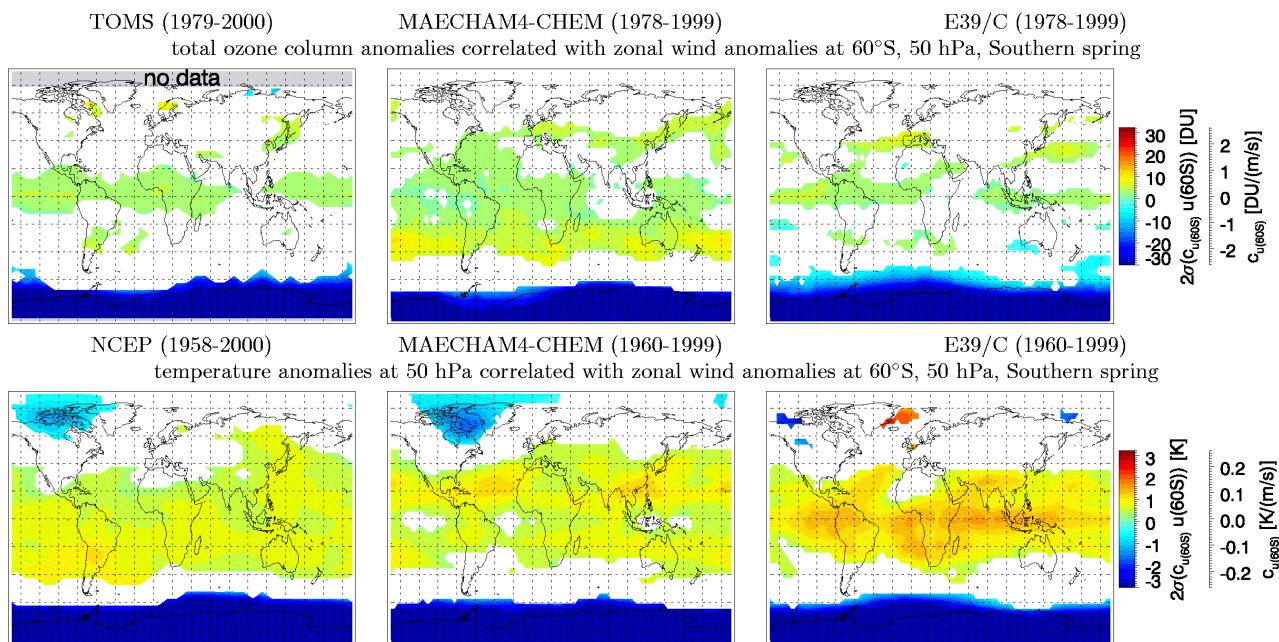 TOMS (1979-2000) MAECHAM4-CHEM (1978-1999) E39/C (1978-1999)
total ozone column anomalies correlated with zonal wind anomalies at 60°S, 50 hPa, Southern spring
no data
30
20
10
0
-10
-20
-30
2σ(c_u(60S) u(60S)) [DU]
2
1
0
-1
-2
c_u(60S) [DU/(m/s)]
NCEP (1958-2000) MAECHAM4-CHEM (1960-1999) E39/C (1960-1999)
temperature anomalies at 50 hPa correlated with zonal wind anomalies at 60°S, 50 hPa, Southern spring
3
2
1
0
-1
-2
-3
2σ(c_u(60S) u(60S)) [K]
0.2
0.1
0.0
-0.1
-0.2
c_u(60S) [K/(m/s)]